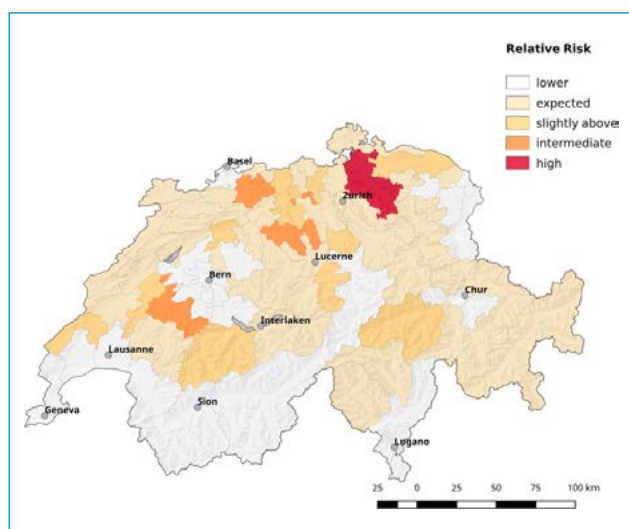 Relative Risk
lower
expected
slightly above
intermediate
high
Basel
Zurich
Lucerne
Bern
Chur
Interlaken
Lausanne
Sion
Geneva
Lugano
25 0 25 50 75 100 km